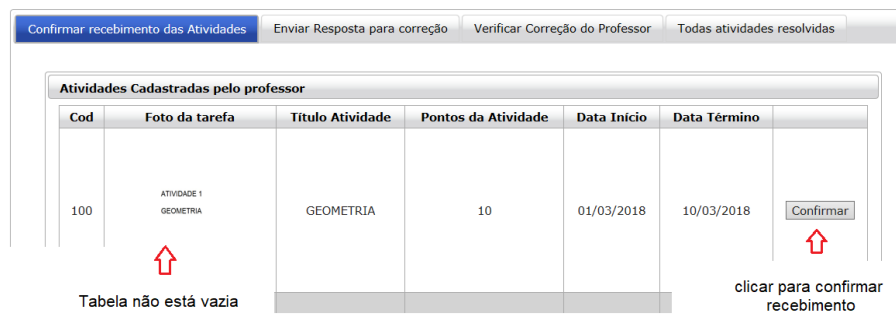 Confirmar recebimento das Atividades Enviar Resposta para correção Verificar Correção do Professor Todas atividades resolvidas
Atividades Cadastradas pelo professor
Cod Foto da tarefa Título Atividade Pontos da Atividade Data Início Data Término
ATIVIDADE 1
100 GEOMETRIA GEOMETRIA 10 01/03/2018 10/03/2018 Confirmar
Tabela não está vazia
clicar para confirmar
recebimento